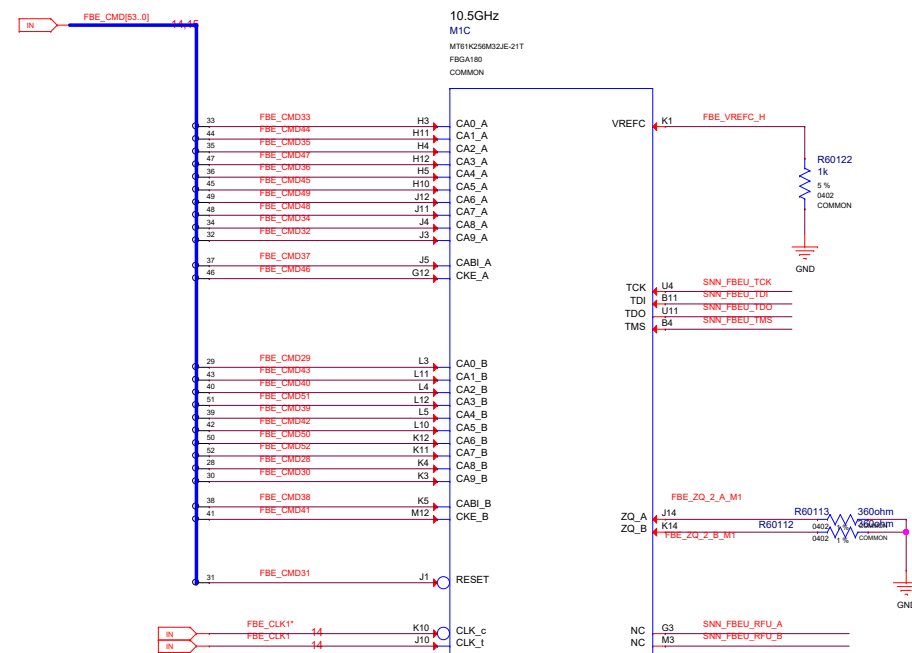 10.5GHz
M1C
MT61K256M32JE-21T
FBGA180
COMMON
IN FBE_CMD[53..0] 14,15
33 FBE_CMD33 H3 CA0_A
44 FBE_CMD44 H11 CA1_A
35 FBE_CMD35 H4 CA2_A
47 FBE_CMD47 H12 CA3_A
36 FBE_CMD36 H5 CA4_A
45 FBE_CMD45 H10 CA5_A
49 FBE_CMD49 J12 CA6_A
48 FBE_CMD48 J11 CA7_A
34 FBE_CMD34 J4 CA8_A
32 FBE_CMD32 J3 CA9_A
37 FBE_CMD37 J5 CABI_A
46 FBE_CMD46 G12 CKE_A
VREFC K1 FBE_VREFC_H
R60122
1k
5 %
0402
COMMON
GND
TCK U4 SNN_FBEU_TCK
TDI B11 SNN_FBEU_TDI
TDO U11 SNN_FBEU_TDO
TMS B4 SNN_FBEU_TMS
29 FBE_CMD29 L3 CA0_B
43 FBE_CMD43 L11 CA1_B
40 FBE_CMD40 L4 CA2_B
51 FBE_CMD51 L12 CA3_B
39 FBE_CMD39 L5 CA4_B
42 FBE_CMD42 L10 CA5_B
50 FBE_CMD50 K12 CA6_B
52 FBE_CMD52 K11 CA7_B
28 FBE_CMD28 K4 CA8_B
30 FBE_CMD30 K3 CA9_B
38 FBE_CMD38 K5 CABI_B
41 FBE_CMD41 M12 CKE_B
FBE_ZQ_2_A_M1
ZQ_A J14 R60113 360ohm
0402 COMMON
ZQ_B K14 R60112 360ohm
FBE_ZQ_2_B_M1 0402 1 % COMMON
GND
31 FBE_CMD31 J1 RESET
IN FBE_CLK1* 14 K10 CLK_c
IN FBE_CLK1 14 J10 CLK_t
NC G3 SNN_FBEU_RFU_A
NC M3 SNN_FBEU_RFU_B